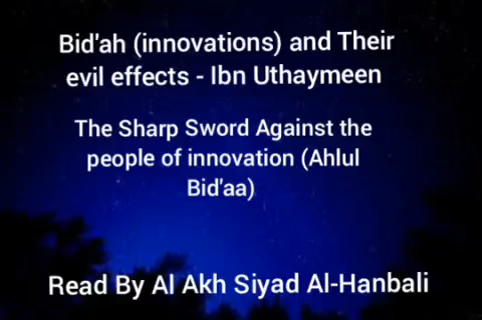 Bid'ah (innovations) and Their
evil effects - Ibn Uthaymeen
The Sharp Sword Against the
people of innovation (Ahlul
Bid'aa)
Read By Al Akh Siyad Al-Hanbali